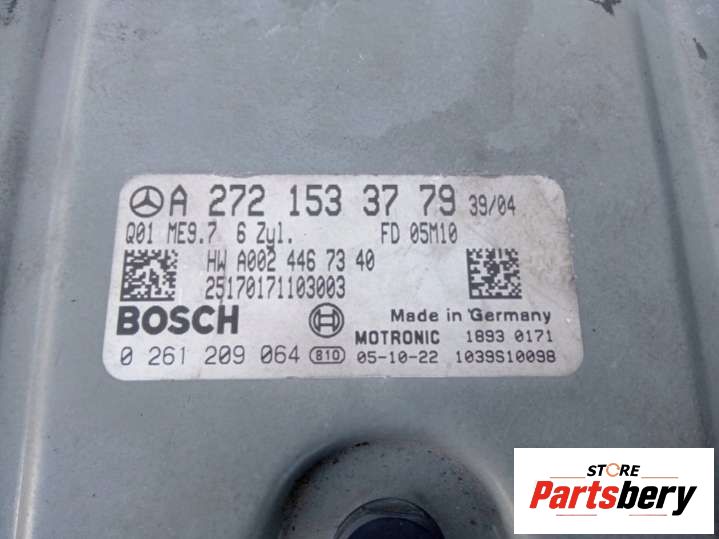 A 272 153 37 79 39/04
Q01 ME9.7 6 Zyl. FD 05M10
HW A002 446 73 40
25170171103003
BOSCH Made in Germany
MOTRONIC 1893 0171
0 261 209 064 810 05-10-22 1039S10098
STORE
Partsbery